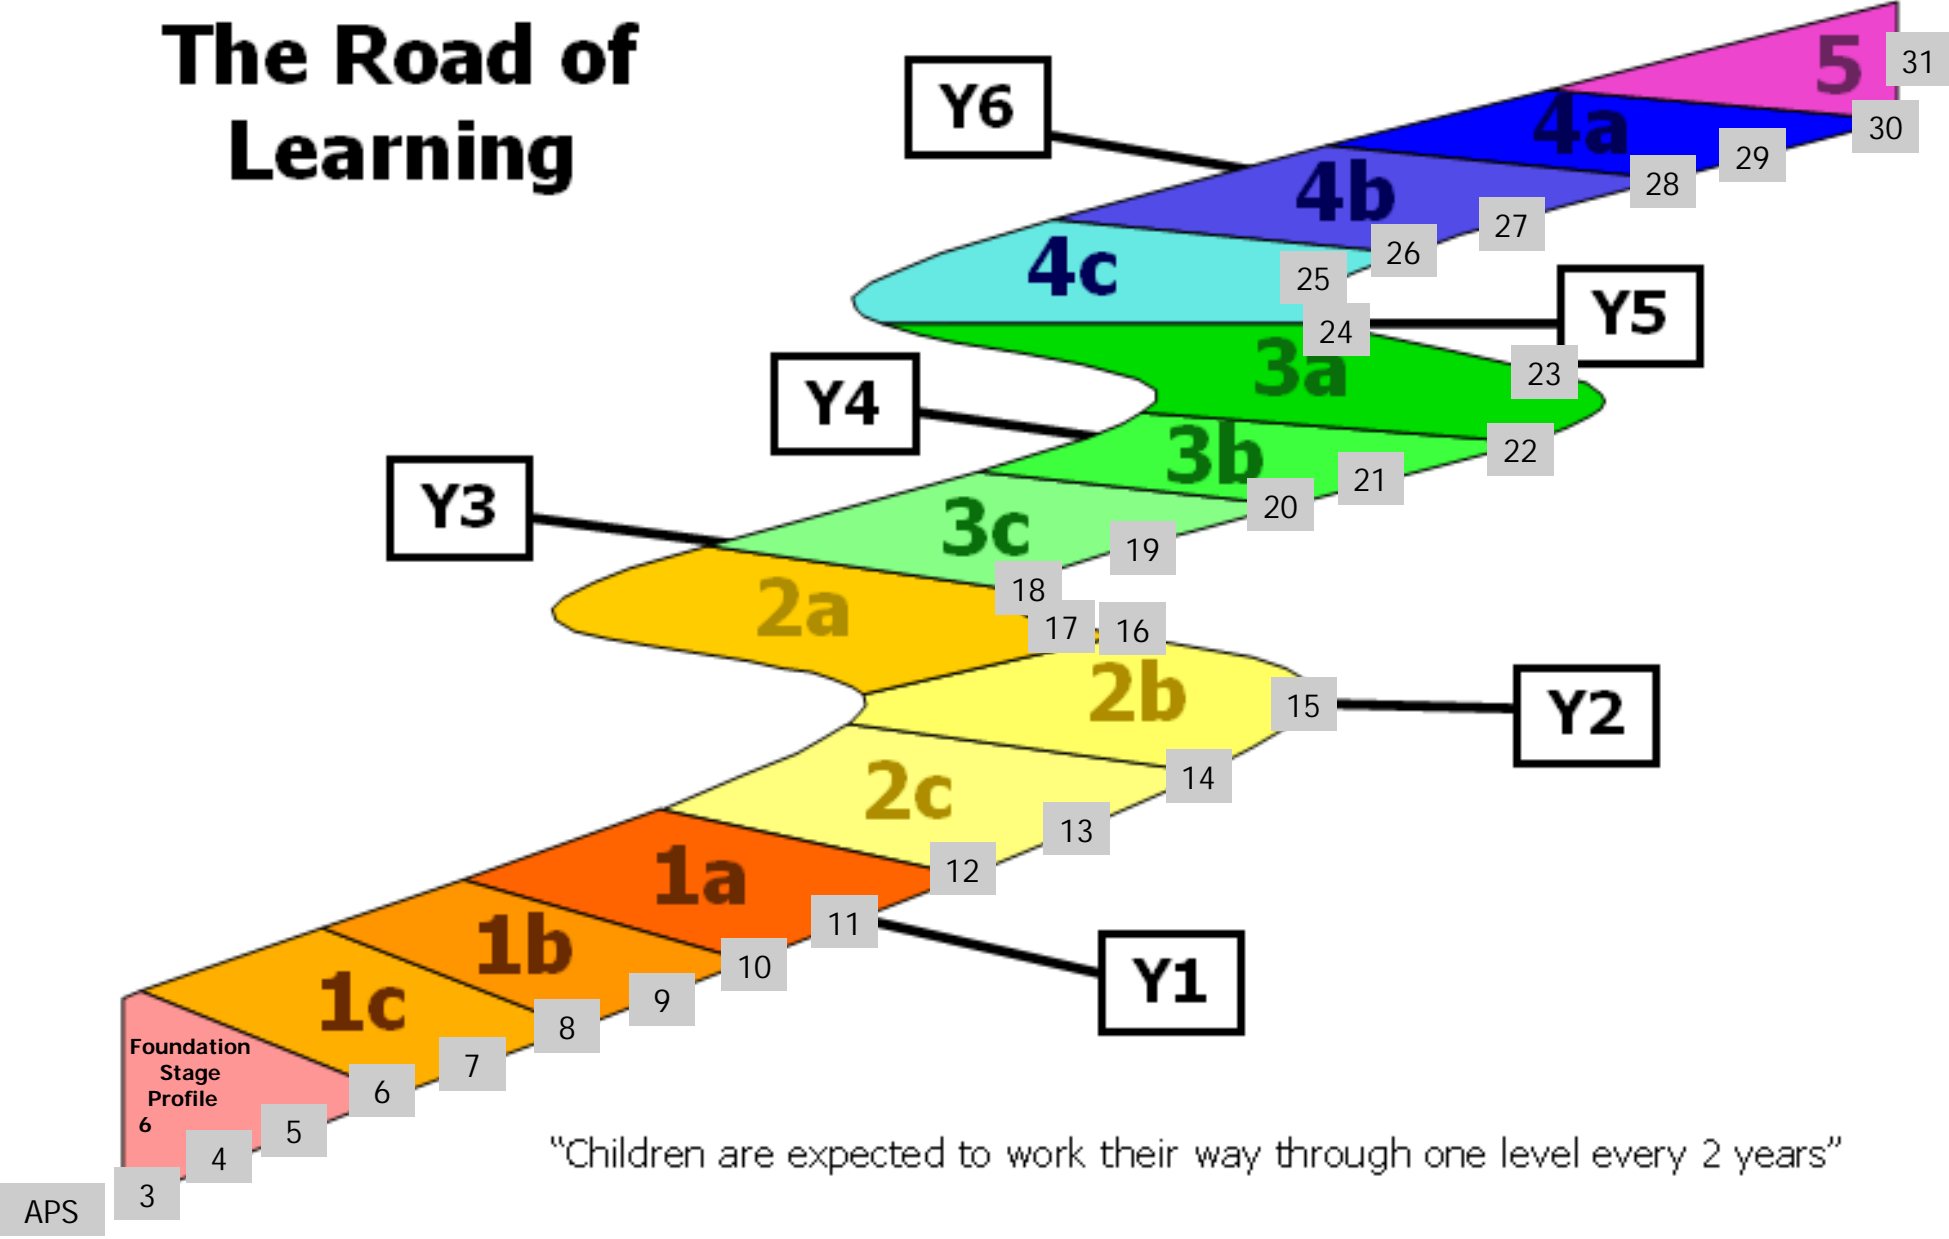 The Road of
Learning
5
31
Y6
4a
30
29
4b
28
27
4c
26
25
Y5
24
3a
23
Y4
3b
22
21
Y3
3c
20
19
2a
18
17
16
2b
15
Y2
14
2c
13
12
1a
11
Y1
1b
10
9
1c
8
7
Foundation
Stage
Profile
6
6
5
4
3
APS
“Children are expected to work their way through one level every 2 years”